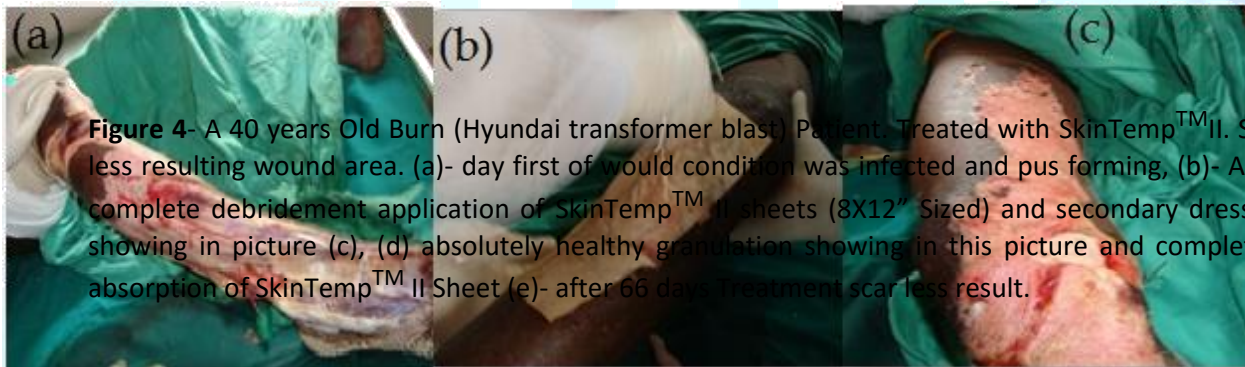 (a) (b) (c)
Figure 4- A 40 years Old Burn (Hyundai transformer blast) Patient. Treated with SkinTemp™II. S
less resulting wound area. (a)- day first of would condition was infected and pus forming, (b)- A
complete debridement application of SkinTemp™ II sheets (8X12” Sized) and secondary dress
showing in picture (c), (d) absolutely healthy granulation showing in this picture and complet
absorption of SkinTemp™ II Sheet (e)- after 66 days Treatment scar less result.